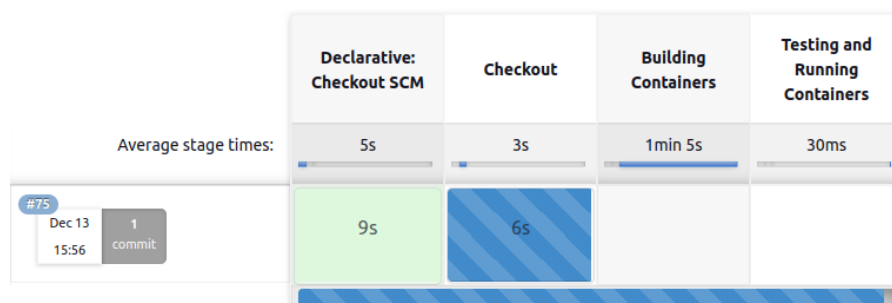 Declarative:
Checkout SCM
Checkout
Building
Containers
Testing and
Running
Containers
Average stage times:
5s
3s
1min 5s
30ms
#75
Dec 13
15:56
1
commit
9s
6s